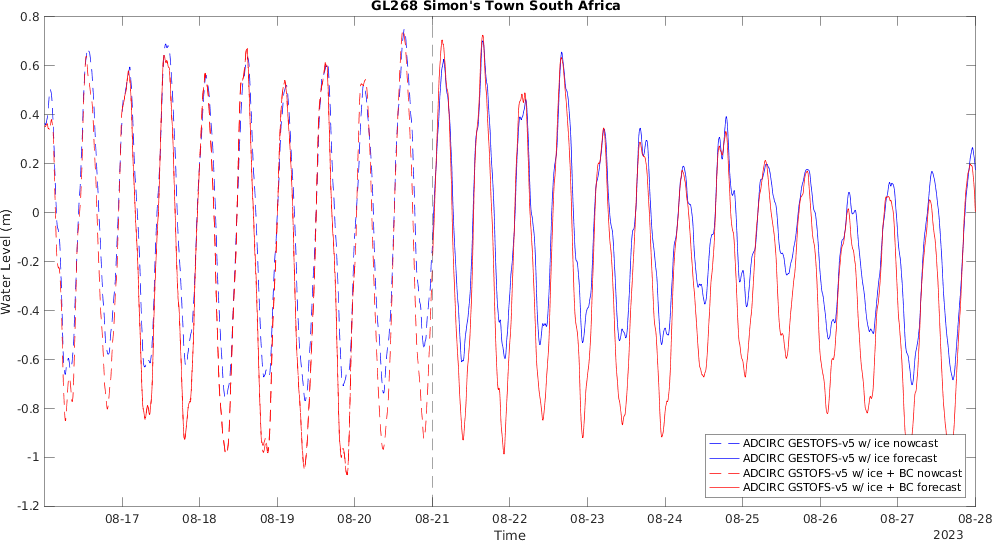 GL268 Simon's Town South Africa
Water Level (m)
0.8
0.6
0.4
0.2
0
-0.2
-0.4
-0.6
-0.8
-1
-1.2
ADCIRC GESTOFS-v5 w/ ice nowcast
ADCIRC GESTOFS-v5 w/ ice forecast
ADCIRC GSTOFS-v5 w/ ice + BC nowcast
ADCIRC GSTOFS-v5 w/ ice + BC forecast
08-17 08-18 08-19 08-20 08-21 08-22 08-23 08-24 08-25 08-26 08-27 08-28
Time
2023